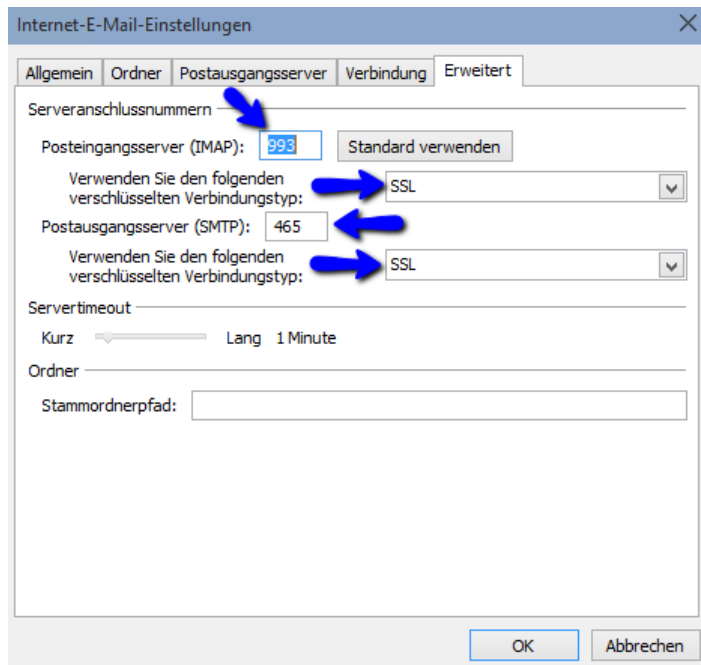 Internet-E-Mail-Einstellungen
Allgemein Ordner Postausgangsserver Verbindung Erweitert
Serveranschlussnummern
Posteingangsserver (IMAP): 993 Standard verwenden
Verwenden Sie den folgenden
verschlüsselten Verbindungstyp: SSL
Postausgangsserver (SMTP): 465
Verwenden Sie den folgenden
verschlüsselten Verbindungstyp: SSL
Servertimeout
Kurz Lang 1 Minute
Ordner
Stammordnerpfad:
OK Abbrechen